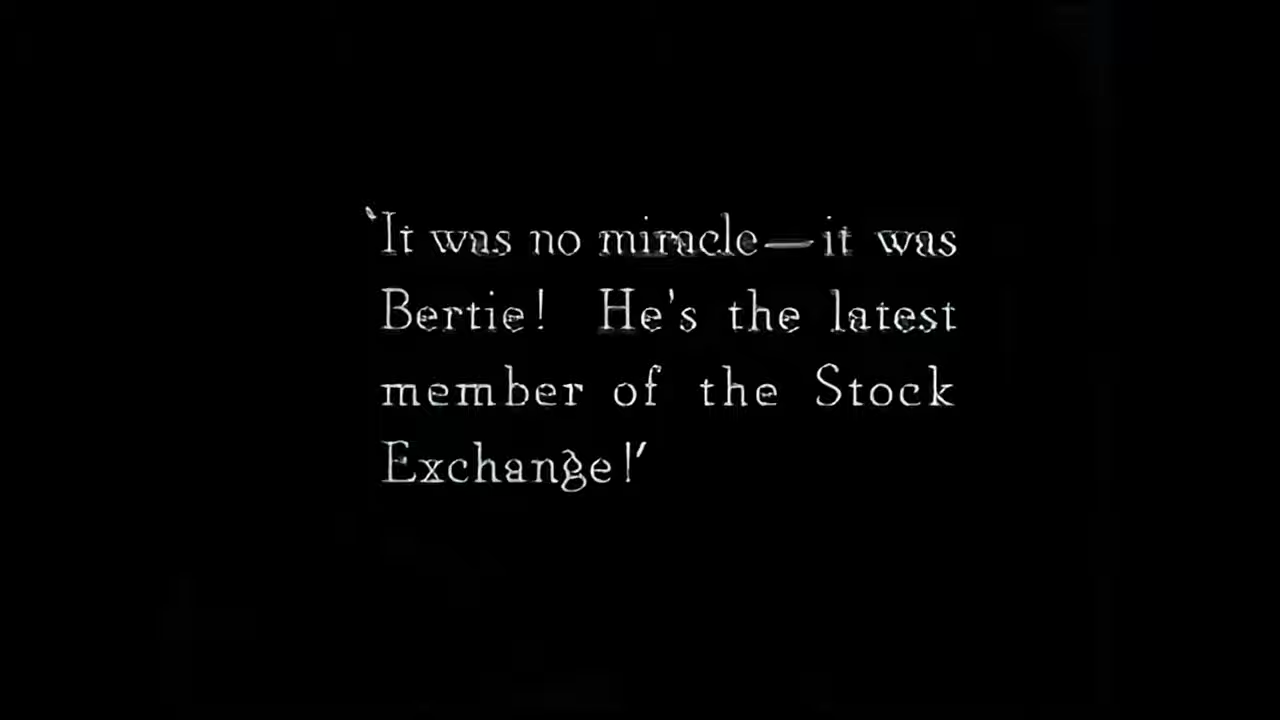 ‘It was no miracle—it was
Bertie! He's the latest
member of the Stock
Exchange!’